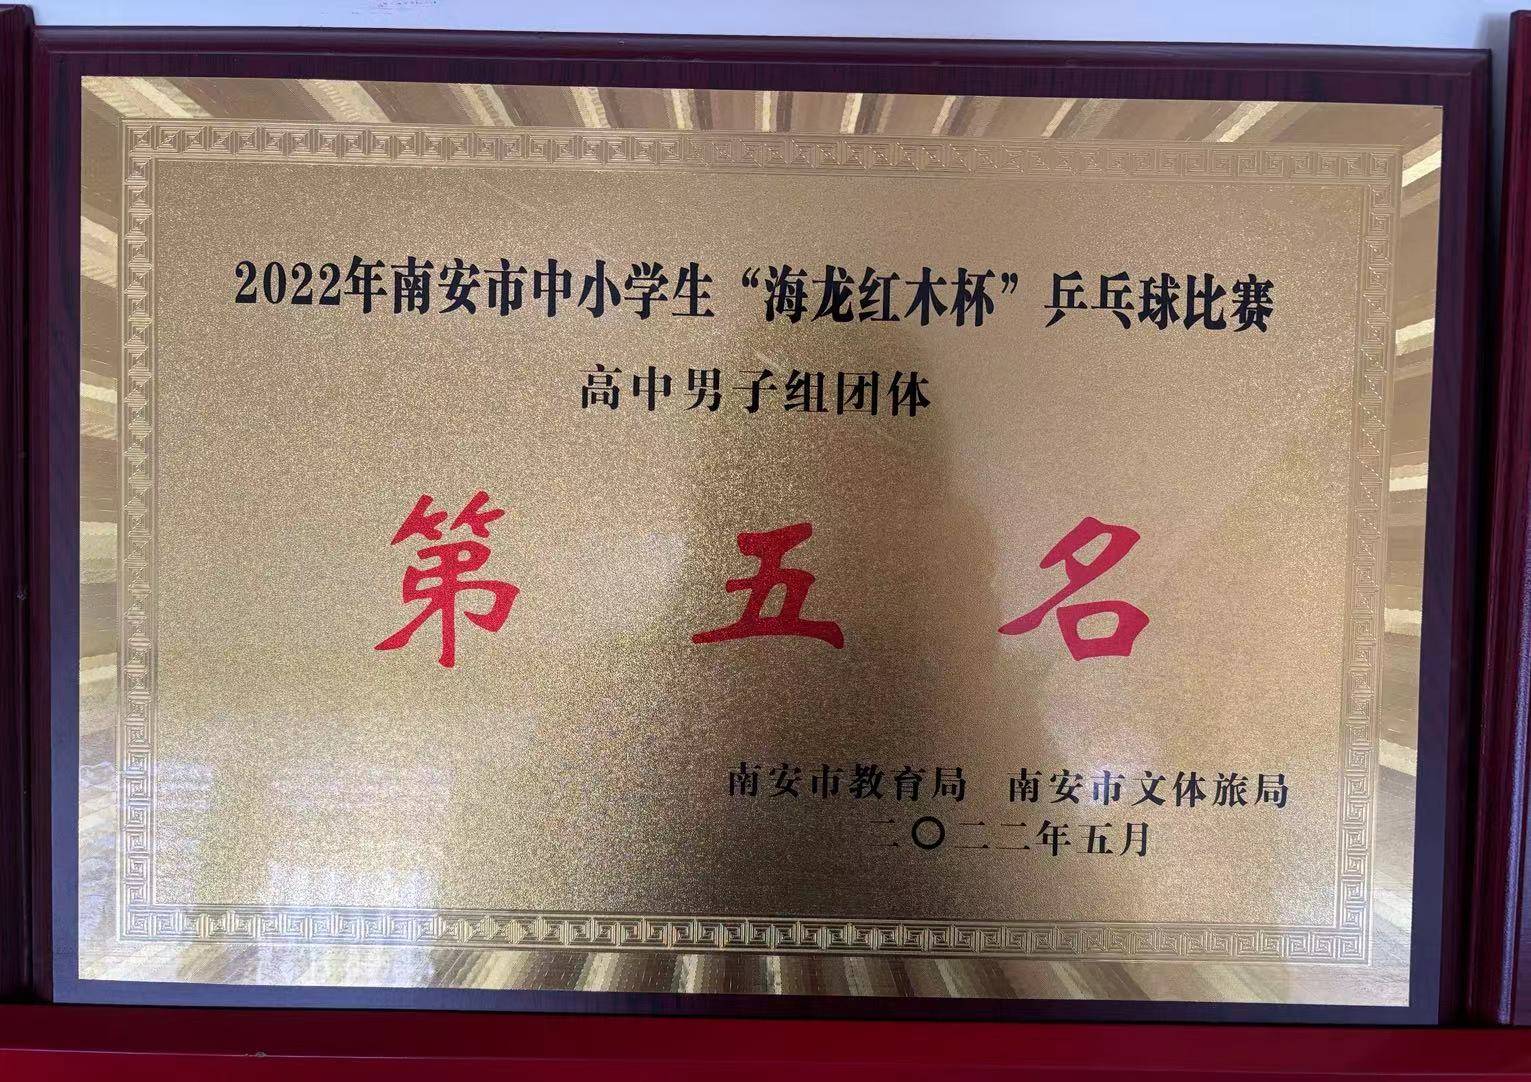 2022年南安市中小学生“海龙红木杯”乒乓球比赛
高中男子组团体
第五名
南安市教育局 南安市文体旅局
二〇二二年五月